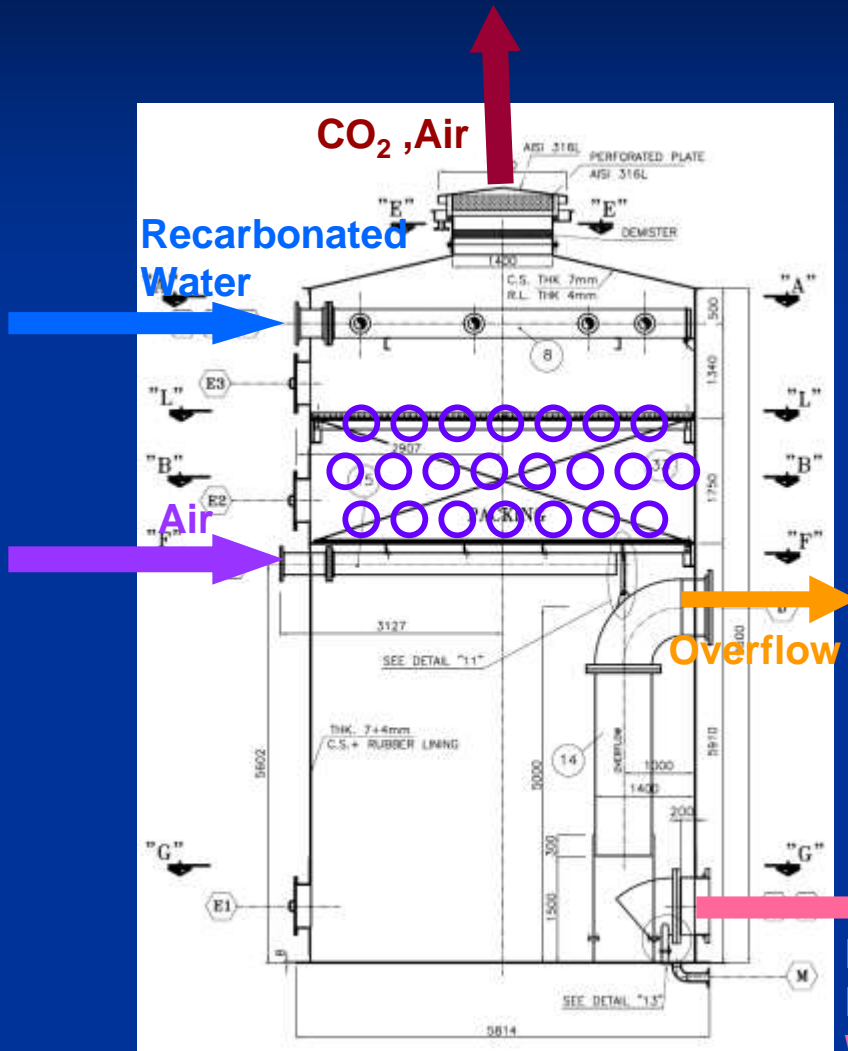 CO2 ,Air
AISI 316L
PERFORATED PLATE
AISI 316L
"E"
"E"
DEMISTER
Recarbonated
Water
1400
C.S. THK 7mm
R.L. THK 4mm
"A"
"A"
500
8
E3
1340
"L"
"L"
2907
"B"
"B"
E2
1750
PACKING
Air
"F"
"F"
3127
SEE DETAIL "11"
Overflow
THK. 7+4mm
C.S.+ RUBBER LINING
5602
5000
14
OVERFLOW
5910
1000
1400
200
300
"G"
"G"
E1
1500
M
SEE DETAIL "13"
5814